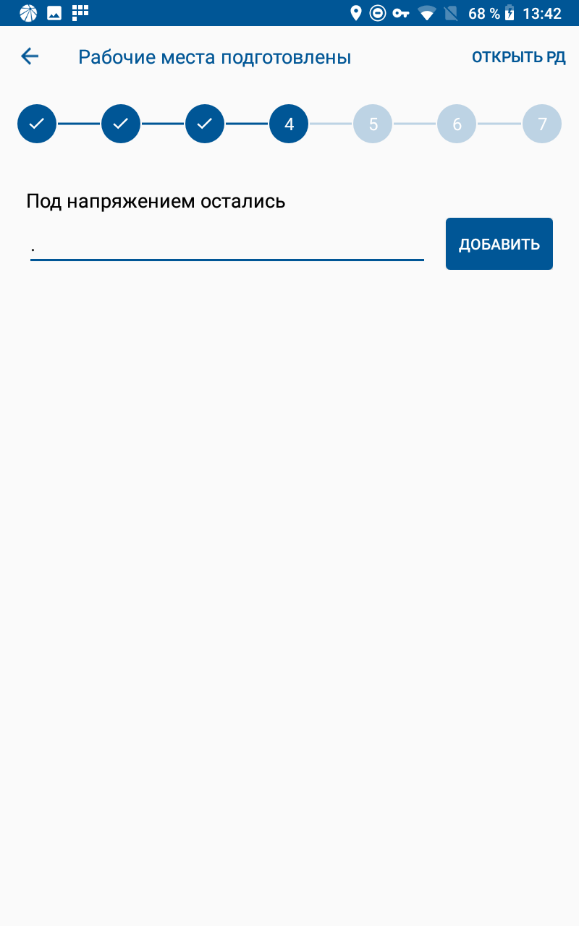 68 % 13:42
Рабочие места подготовлены ОТКРЫТЬ РД
4 5 6 7
Под напряжением остались
.
ДОБАВИТЬ